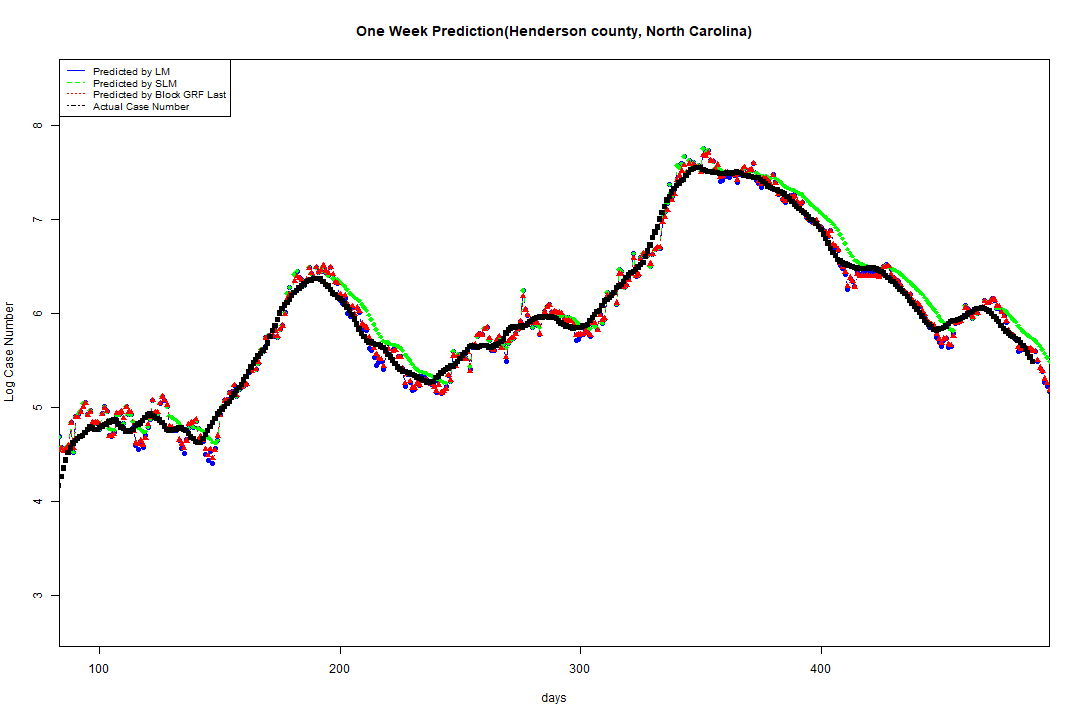 One Week Prediction(Henderson county, North Carolina)
Predicted by LM
Predicted by SLM
Predicted by Block GRF Last
Actual Case Number
8
7
6
5
4
3
Log Case Number
100 200 300 400
days